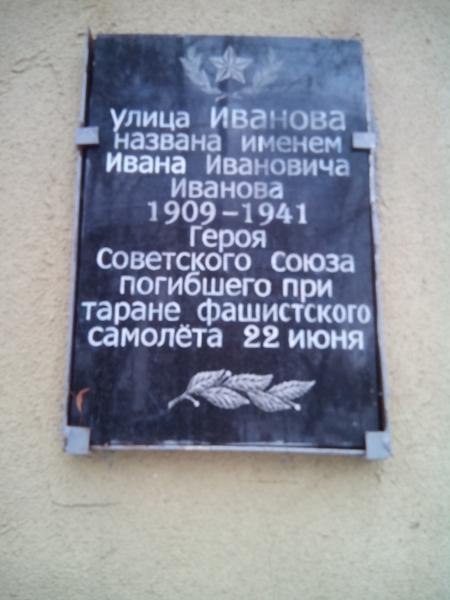 улица Иванова
названа именем
Ивана Ивановича
Иванова
1909-1941
Героя
Советского Союза
погибшего при
таране фашистского
самолёта 22 июня